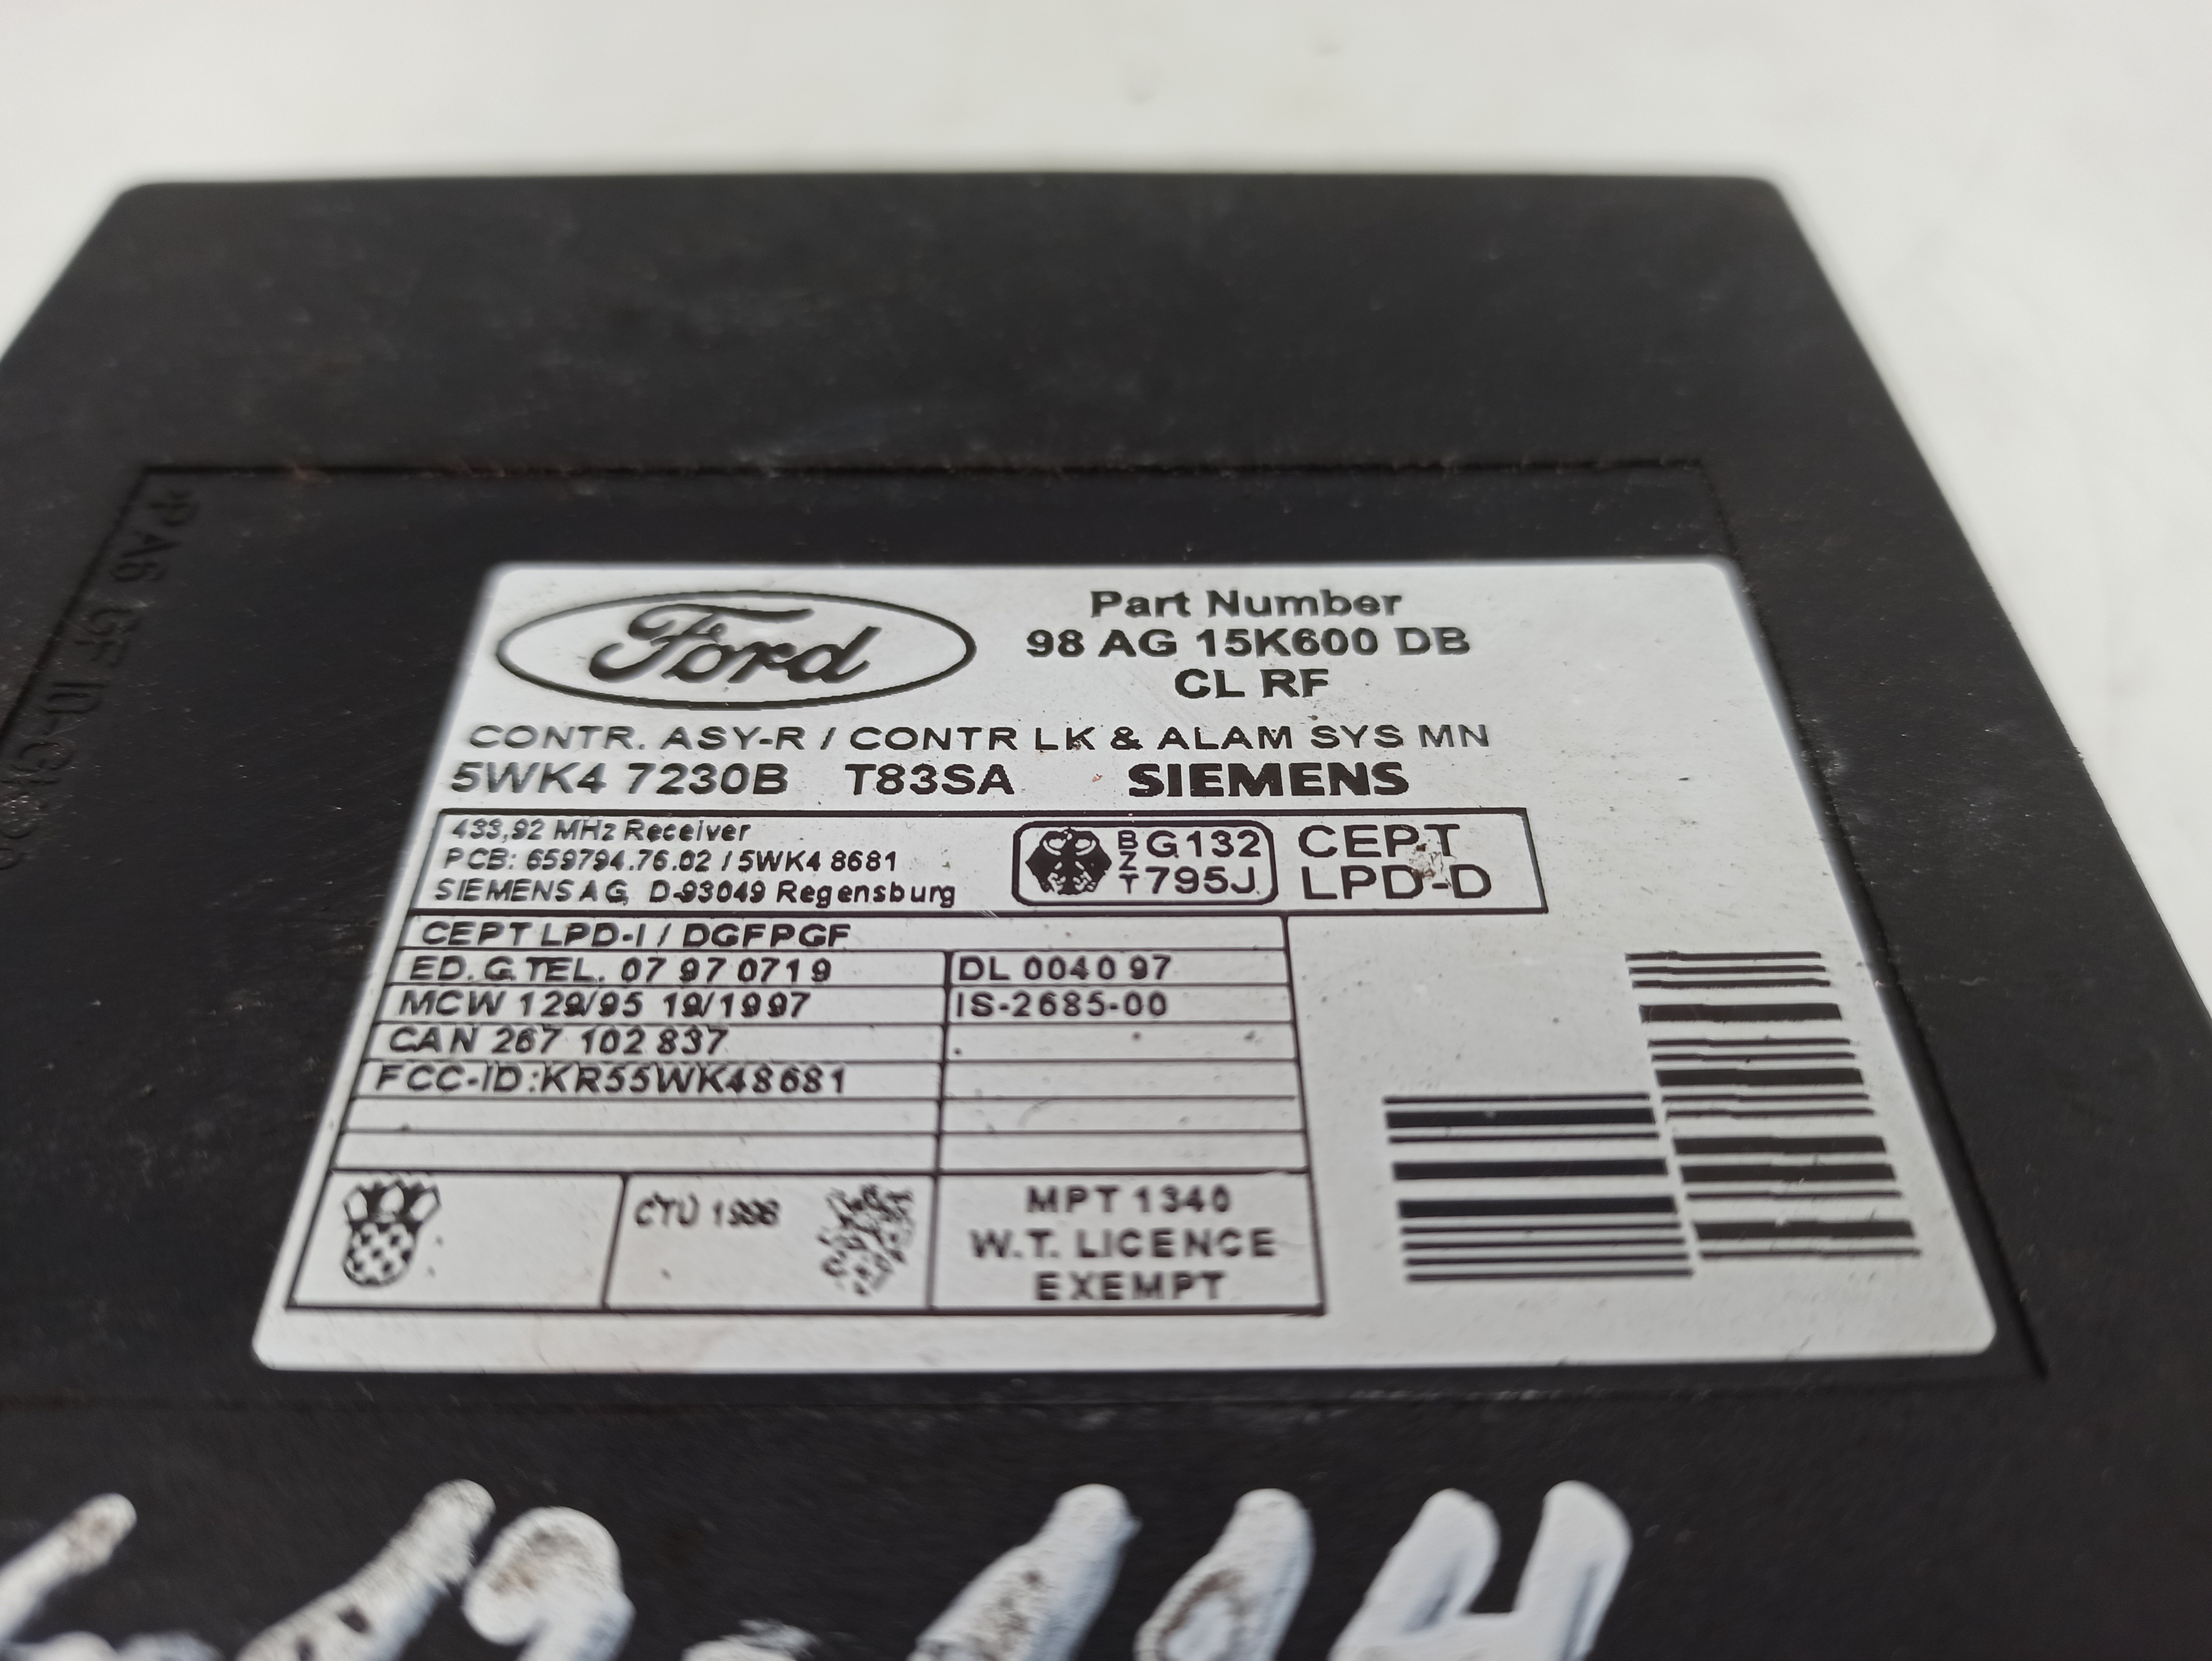 Ford
Part Number
98 AG 15K600 DB
CL RF
CONTR. ASY-R / CONTR LK & ALAM SYS MN
5WK4 7230B T83SA SIEMENS
433,92 MHz Receiver
PCB: 659794.76.02 / 5WK4 8681
SIEMENS AG, D-93049 Regensburg
BZT
G132
795J
CEPT
LPD-D
CEPT LPD-I / DGFPGF
ED. G. TEL. 07 97 0719
DL 0040 97
MCW 129/95 19/1997
IS-2685-00
CAN 267 102 837
FCC-ID:KR55WK48681
MPT 1340
W.T. LICENCE
EXEMPT